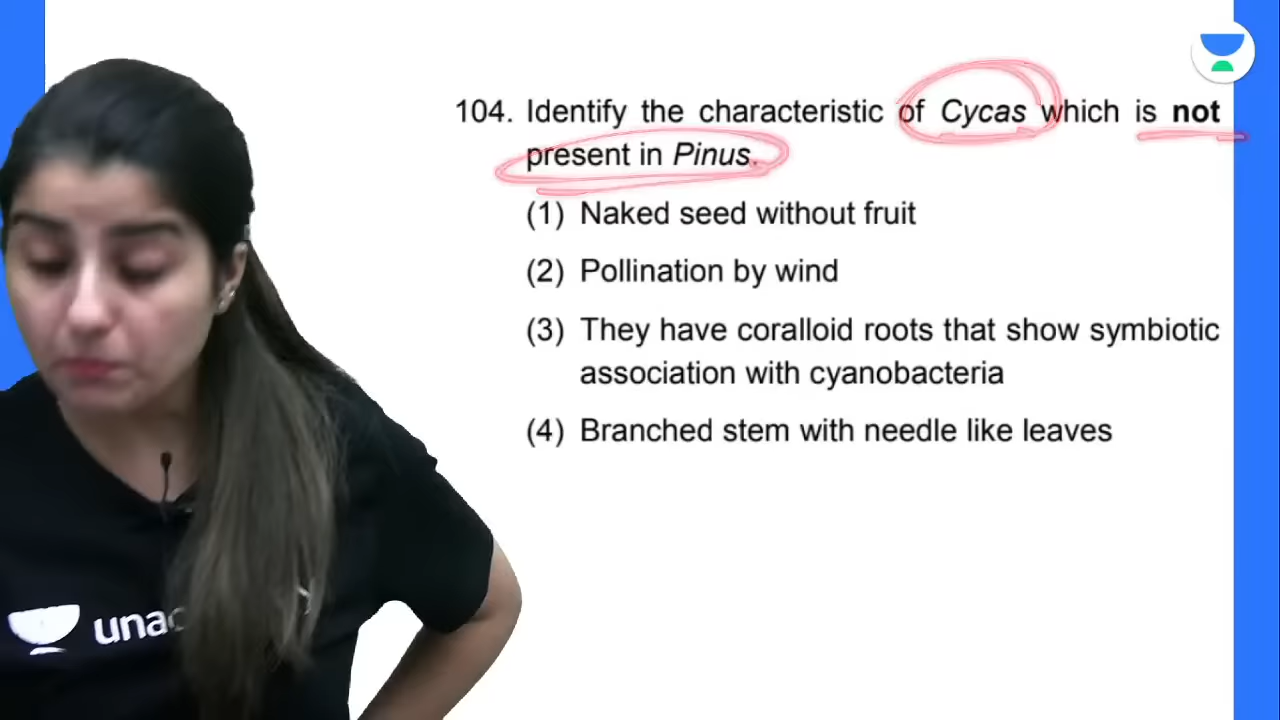 104. Identify the characteristic of Cycas which is not
present in Pinus.
(1) Naked seed without fruit
(2) Pollination by wind
(3) They have coralloid roots that show symbiotic
association with cyanobacteria
(4) Branched stem with needle like leaves